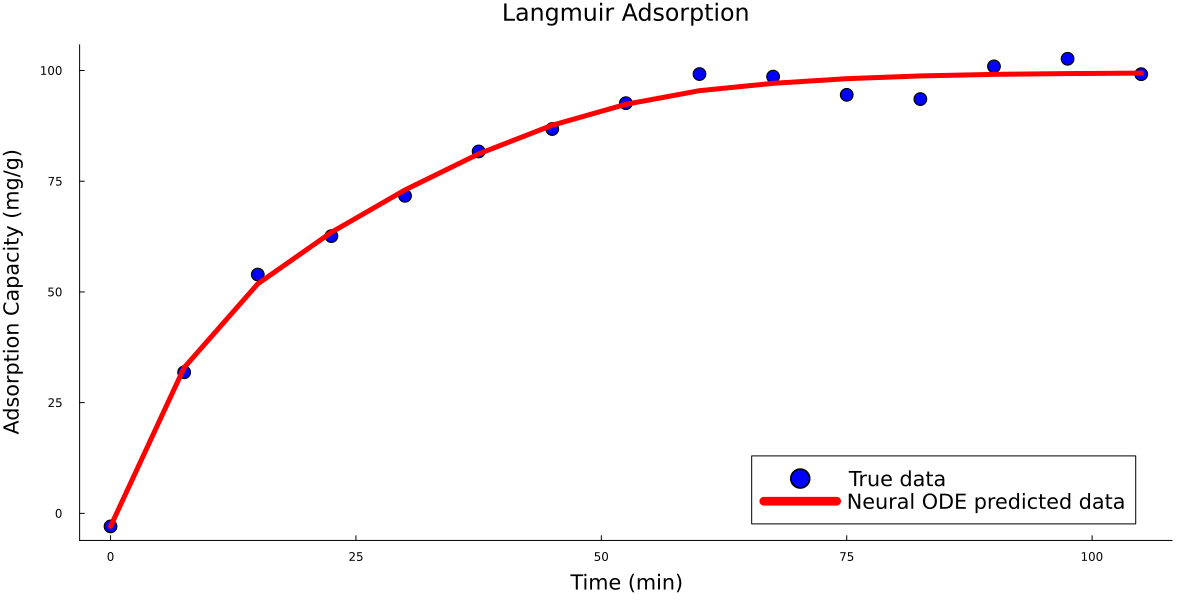 Langmuir Adsorption
Adsorption Capacity (mg/g)
100
75
50
25
0
0 25 50 75 100
Time (min)
True data
Neural ODE predicted data